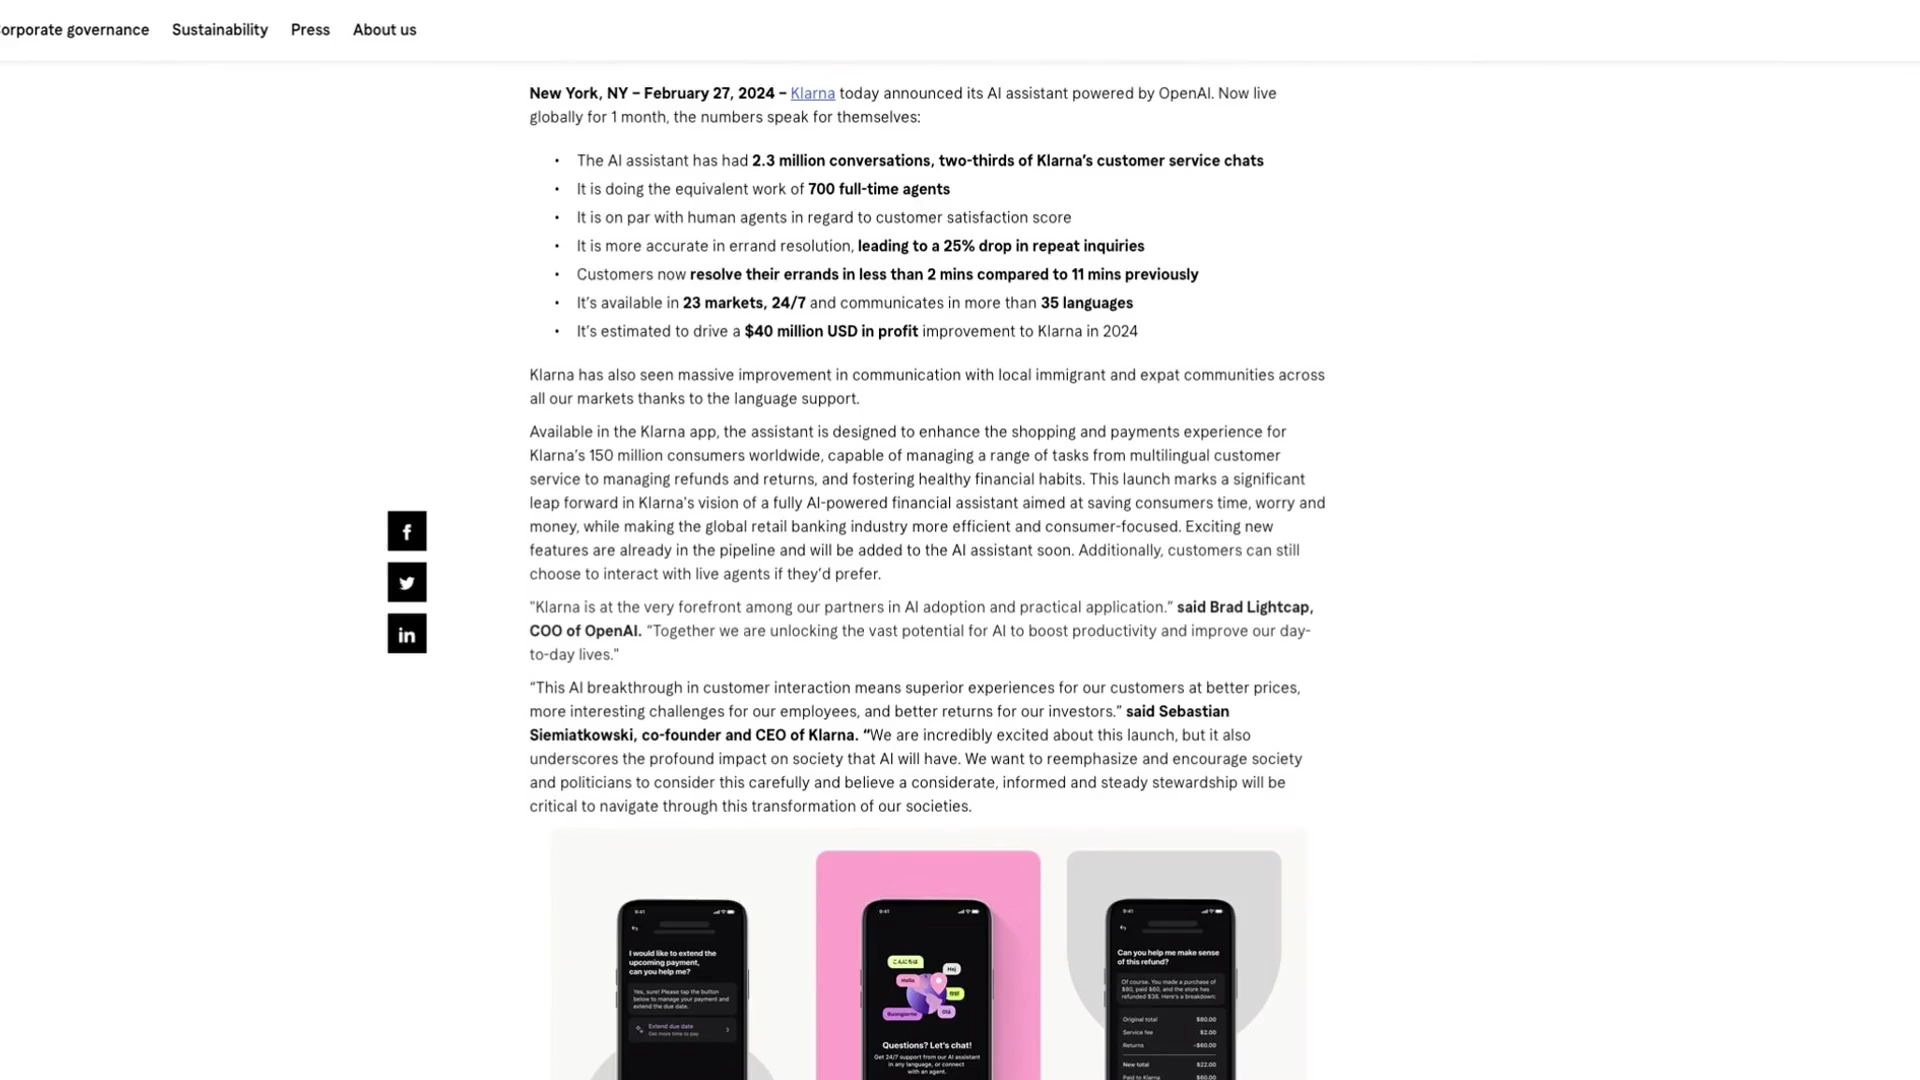 orporate governance Sustainability Press About us
New York, NY – February 27, 2024 – Klarna today announced its AI assistant powered by OpenAI. Now live
globally for 1 month, the numbers speak for themselves:
• The AI assistant has had 2.3 million conversations, two-thirds of Klarna’s customer service chats
• It is doing the equivalent work of 700 full-time agents
• It is on par with human agents in regard to customer satisfaction score
• It is more accurate in errand resolution, leading to a 25% drop in repeat inquiries
• Customers now resolve their errands in less than 2 mins compared to 11 mins previously
• It’s available in 23 markets, 24/7 and communicates in more than 35 languages
• It’s estimated to drive a $40 million USD in profit improvement to Klarna in 2024
Klarna has also seen massive improvement in communication with local immigrant and expat communities across
all our markets thanks to the language support.
Available in the Klarna app, the assistant is designed to enhance the shopping and payments experience for
Klarna’s 150 million consumers worldwide, capable of managing a range of tasks from multilingual customer
service to managing refunds and returns, and fostering healthy financial habits. This launch marks a significant
leap forward in Klarna’s vision of a fully AI-powered financial assistant aimed at saving consumers time, worry and
money, while making the global retail banking industry more efficient and consumer-focused. Exciting new
features are already in the pipeline and will be added to the AI assistant soon. Additionally, customers can still
choose to interact with live agents if they’d prefer.
"Klarna is at the very forefront among our partners in AI adoption and practical application.” said Brad Lightcap,
COO of OpenAI. “Together we are unlocking the vast potential for AI to boost productivity and improve our day-
to-day lives."
“This AI breakthrough in customer interaction means superior experiences for our customers at better prices,
more interesting challenges for our employees, and better returns for our investors.” said Sebastian
Siemiatkowski, co-founder and CEO of Klarna. “We are incredibly excited about this launch, but it also
underscores the profound impact on society that AI will have. We want to reemphasize and encourage society
and politicians to consider this carefully and believe a considerate, informed and steady stewardship will be
critical to navigate through this transformation of our societies.
9:41
I would like to extend the
upcoming payment,
can you help me?
Yes, sure! Please tap the button
below to manage your payment and
extend the due date.
Extend due date
Get more time to pay
9:41
こんにちは
Hej
Hello
Buongiorno
Olá
Questions? Let's chat!
Get 24/7 support from our AI assistant
in any language, or connect
with an agent.
9:41
Can you help me make sense
of this refund?
Of course. You made a purchase of
$80, paid $60, and the store has
refunded $38. Here's a breakdown:
Original total $80.00
Service fee $2.00
Returns -$60.00
New total $22.00
Paid to Klarna $60.00